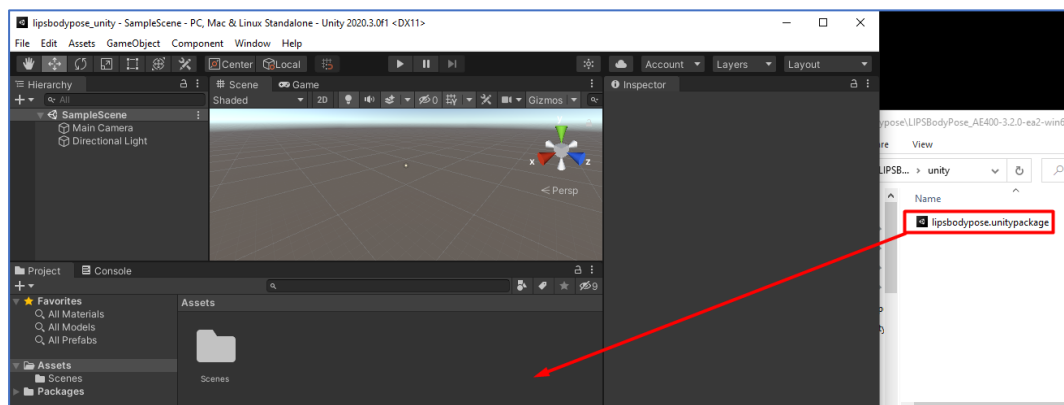 lipsbodypose_unity - SampleScene - PC, Mac & Linux Standalone - Unity 2020.3.0f1 <DX11>
File Edit Assets GameObject Component Window Help
Center Local Account Layers Layout
Hierarchy
All
SampleScene
Main Camera
Directional Light
Scene Game
Shaded 2D 0 Gizmos
y
x z
Persp
Inspector
Project Console
9
Favorites
All Materials
All Models
All Prefabs
Assets
Scenes
Packages
Assets
Scenes
ypose\LIPSBodyPose_AE400-3.2.0-ea2-win6
re View
LIPSB... > unity
Name
lipsbodypose.unitypackage